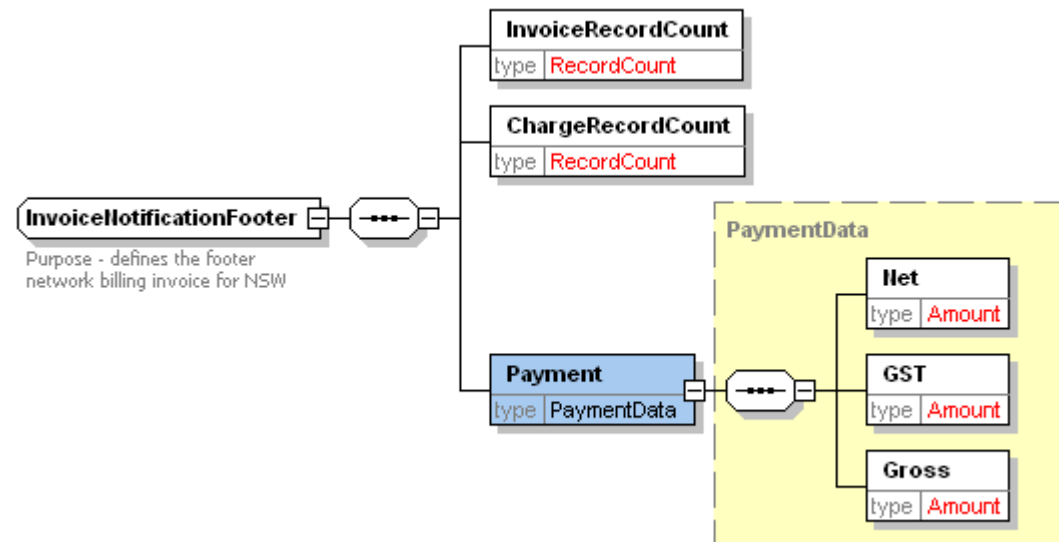 InvoiceRecordCount
type RecordCount
ChargeRecordCount
type RecordCount
InvoiceNotificationFooter
Purpose - defines the footer
network billing invoice for NSW
PaymentData
Net
type Amount
Payment
type PaymentData
GST
type Amount
Gross
type Amount